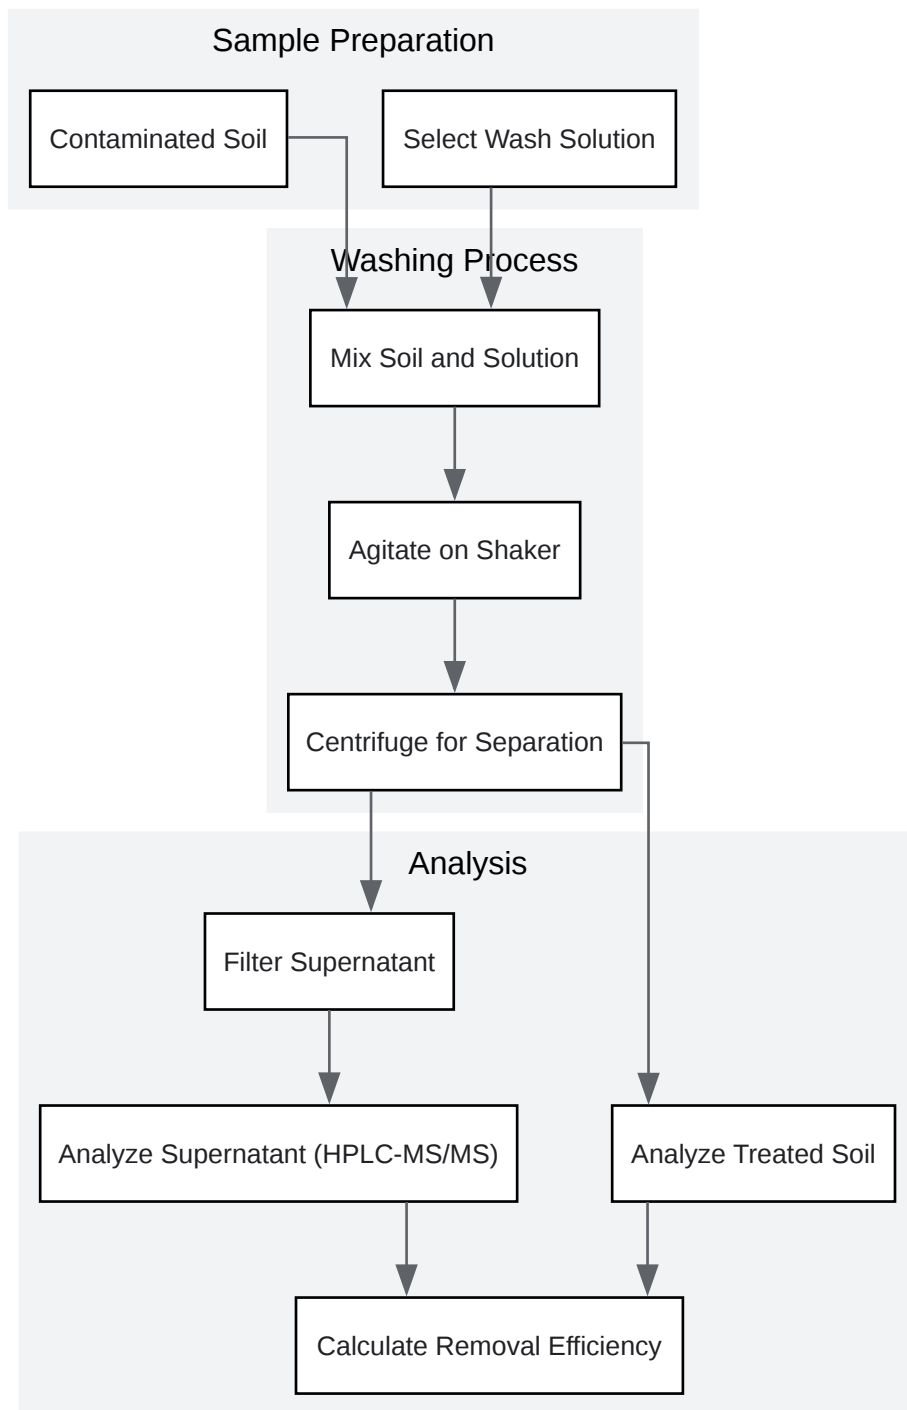 Sample Preparation
Contaminated Soil
Select Wash Solution
Washing Process
Mix Soil and Solution
Agitate on Shaker
Centrifuge for Separation
Analysis
Filter Supernatant
Analyze Supernatant (HPLC-MS/MS)
Analyze Treated Soil
Calculate Removal Efficiency